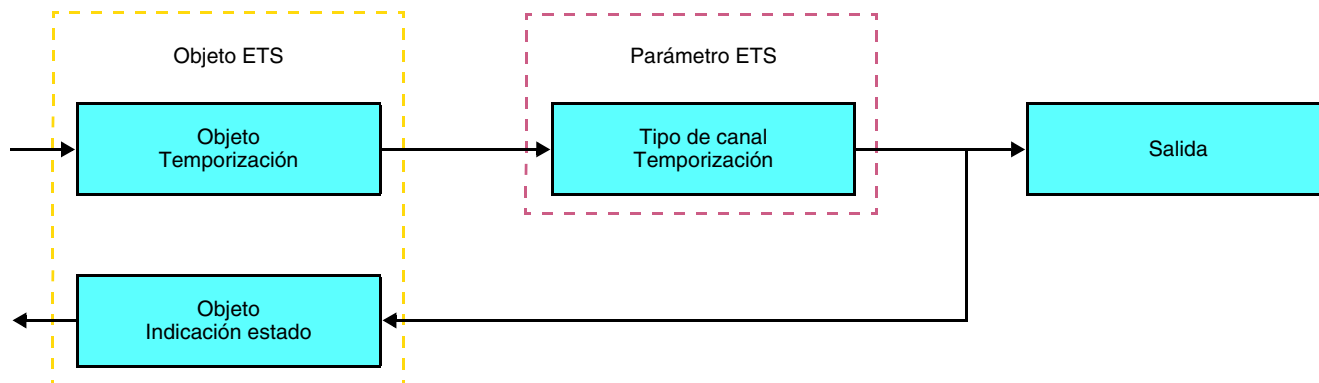 Objeto ETS
Parámetro ETS
Objeto
Temporización
Tipo de canal
Temporización
Salida
Objeto
Indicación estado